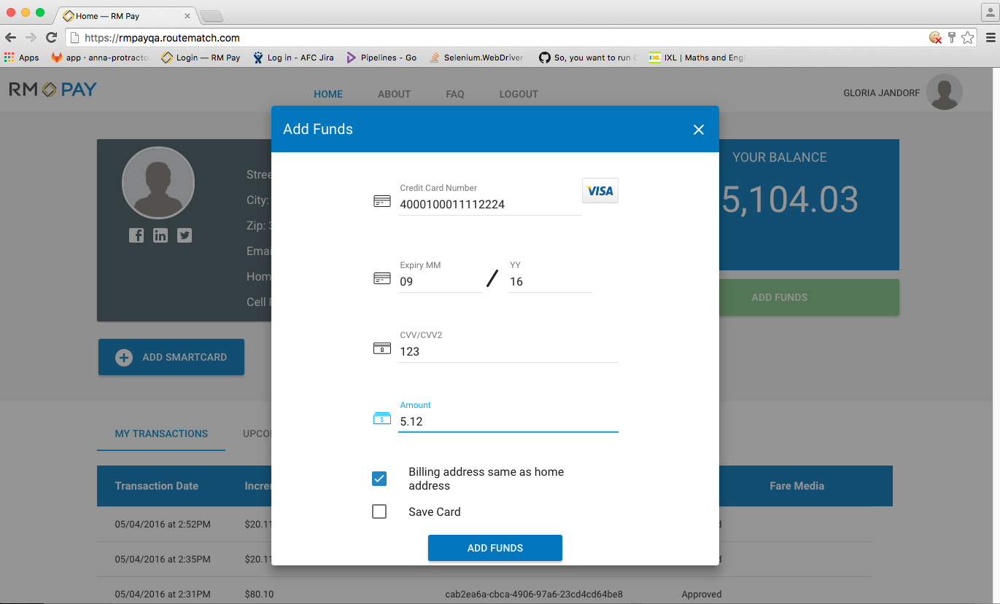 Home — RM Pay
https://rmpayqa.routematch.com
Apps
app · anna-protracto
Login — RM Pay
Log in - AFC Jira
Pipelines - Go
Selenium.WebDriver
So, you want to run
IXL | Maths and Eng
RM PAY
HOME
ABOUT
FAQ
LOGOUT
GLORIA JANDORF
Add Funds
Stree
City:
Zip: 3
Emai
Hom
Cell
YOUR BALANCE
5,104.03
ADD FUNDS
ADD SMARTCARD
Credit Card Number
4000100011112224
VISA
Expiry MM
09
/
YY
16
CVV/CVV2
123
Amount
5.12
Billing address same as home
address
Save Card
ADD FUNDS
MY TRANSACTIONS
UPCO
Transaction Date
Incre
Fare Media
05/04/2016 at 2:52PM
$20.11
05/04/2016 at 2:35PM
$20.11
05/04/2016 at 2:31PM
$80.10
cab2ea6a-cbca-4906-97a6-23cd4cd64be8
Approved